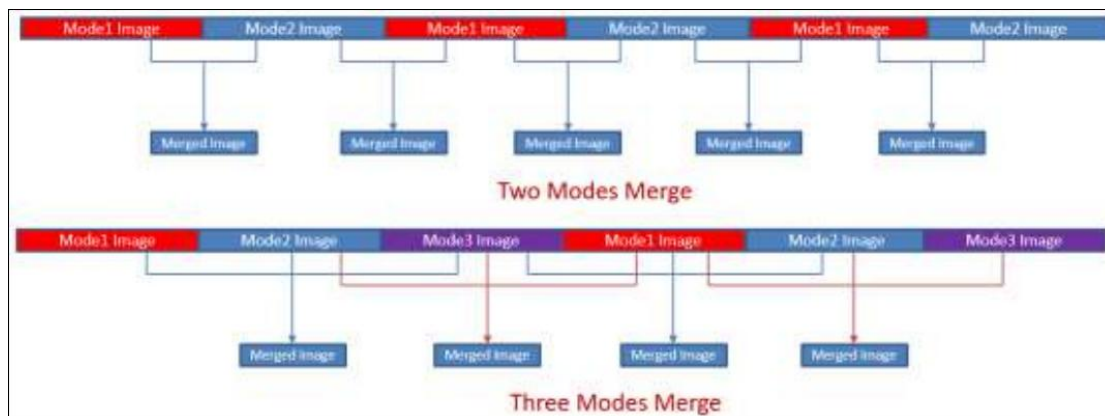 Mode1 Image Mode2 Image Mode1 Image Mode2 Image Mode1 Image Mode2 Image
Merged Image Merged Image Merged Image Merged Image Merged Image
Two Modes Merge
Mode1 Image Mode2 Image Mode3 Image Mode1 Image Mode2 Image Mode3 Image
Merged Image Merged Image Merged Image Merged Image
Three Modes Merge